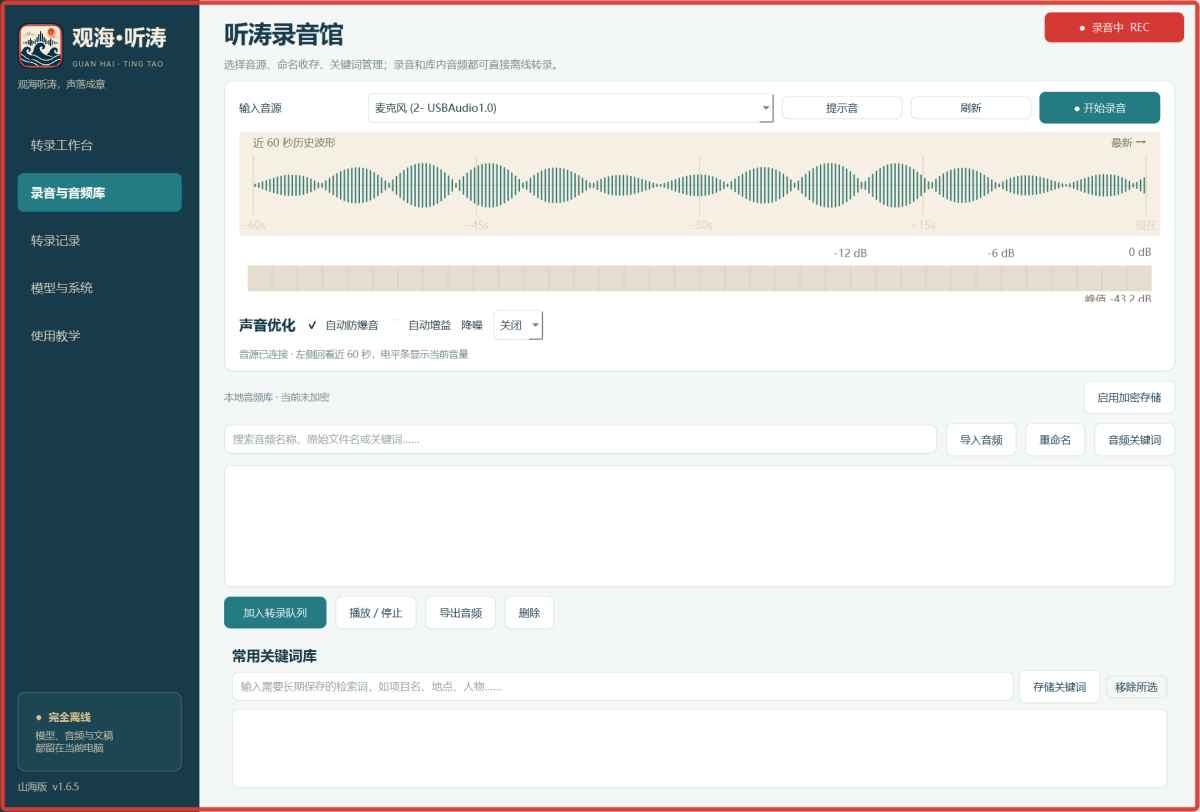 观海•听涛
GUAN HAI · TING TAO
观海听涛，声落成章
转录工作台
录音与音频库
转录记录
模型与系统
使用教学
● 完全离线
模型、音频与文稿
都留在当前电脑
山海版 v1.6.5
听涛录音馆
● 录音中 REC
选择音源、命名收存、关键词管理；录音和库内音频都可直接离线转录。
输入音源
麦克风 (2- USBAudio1.0)
提示音
刷新
● 开始录音
近 60 秒历史波形
最新 →
−60s
−45s
−30s
−15s
现在
-12 dB
-6 dB
0 dB
峰值 -43.2 dB
声音优化
✓ 自动防爆音
自动增益
降噪
关闭
音源已连接 · 左侧回看近 60 秒，电平条显示当前音量
本地音频库 · 当前未加密
启用加密存储
搜索音频名称、原始文件名或关键词……
导入音频
重命名
音频关键词
加入转录队列
播放 / 停止
导出音频
删除
常用关键词库
输入需要长期保存的检索词，如项目名、地点、人物……
存储关键词
移除所选